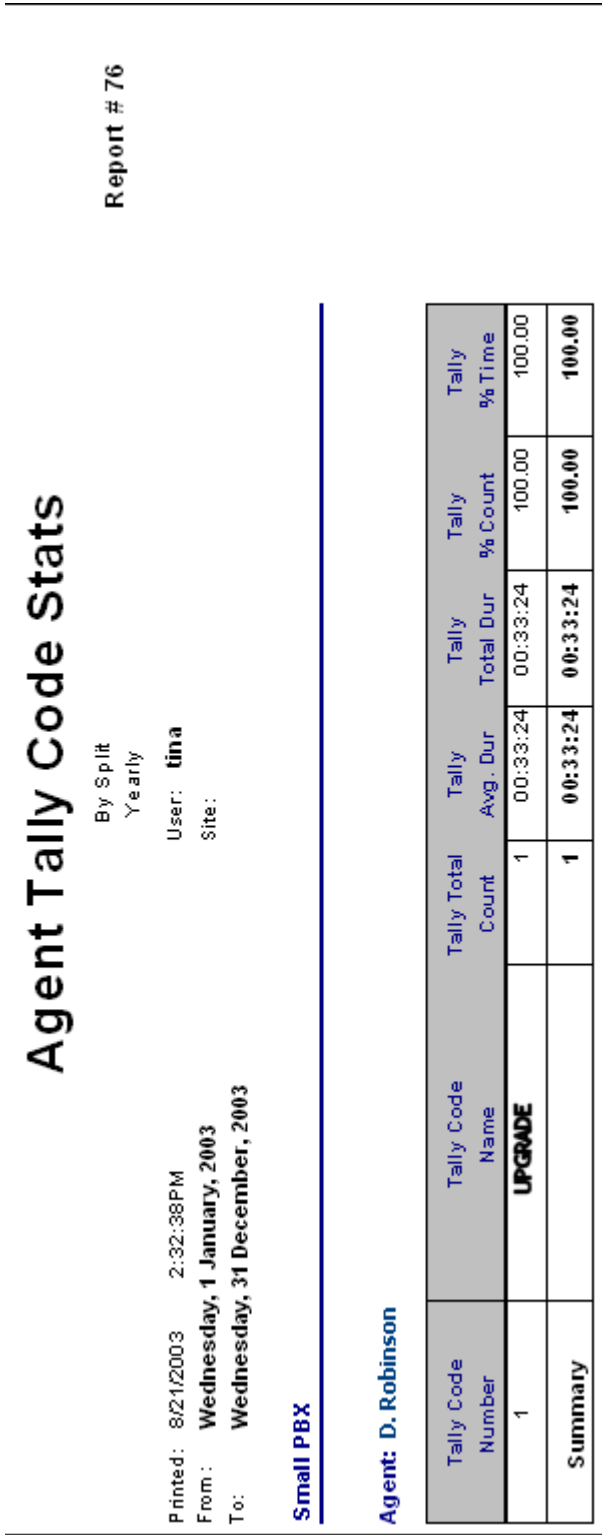 Agent Tally Code Stats
By Split
Yearly
Report # 76
Printed: 8/21/2003 2:32:38PM
User: tina
From: Wednesday, 1 January, 2003
Site:
To: Wednesday, 31 December, 2003
Small PBX
Agent: D. Robinson
Tally Code Number Tally Code Name Tally Total Count Tally Avg. Dur Tally Total Dur Tally % Count Tally % Time
1 UPGRADE 1 00:33:24 00:33:24 100.00 100.00
Summary 1 00:33:24 00:33:24 100.00 100.00